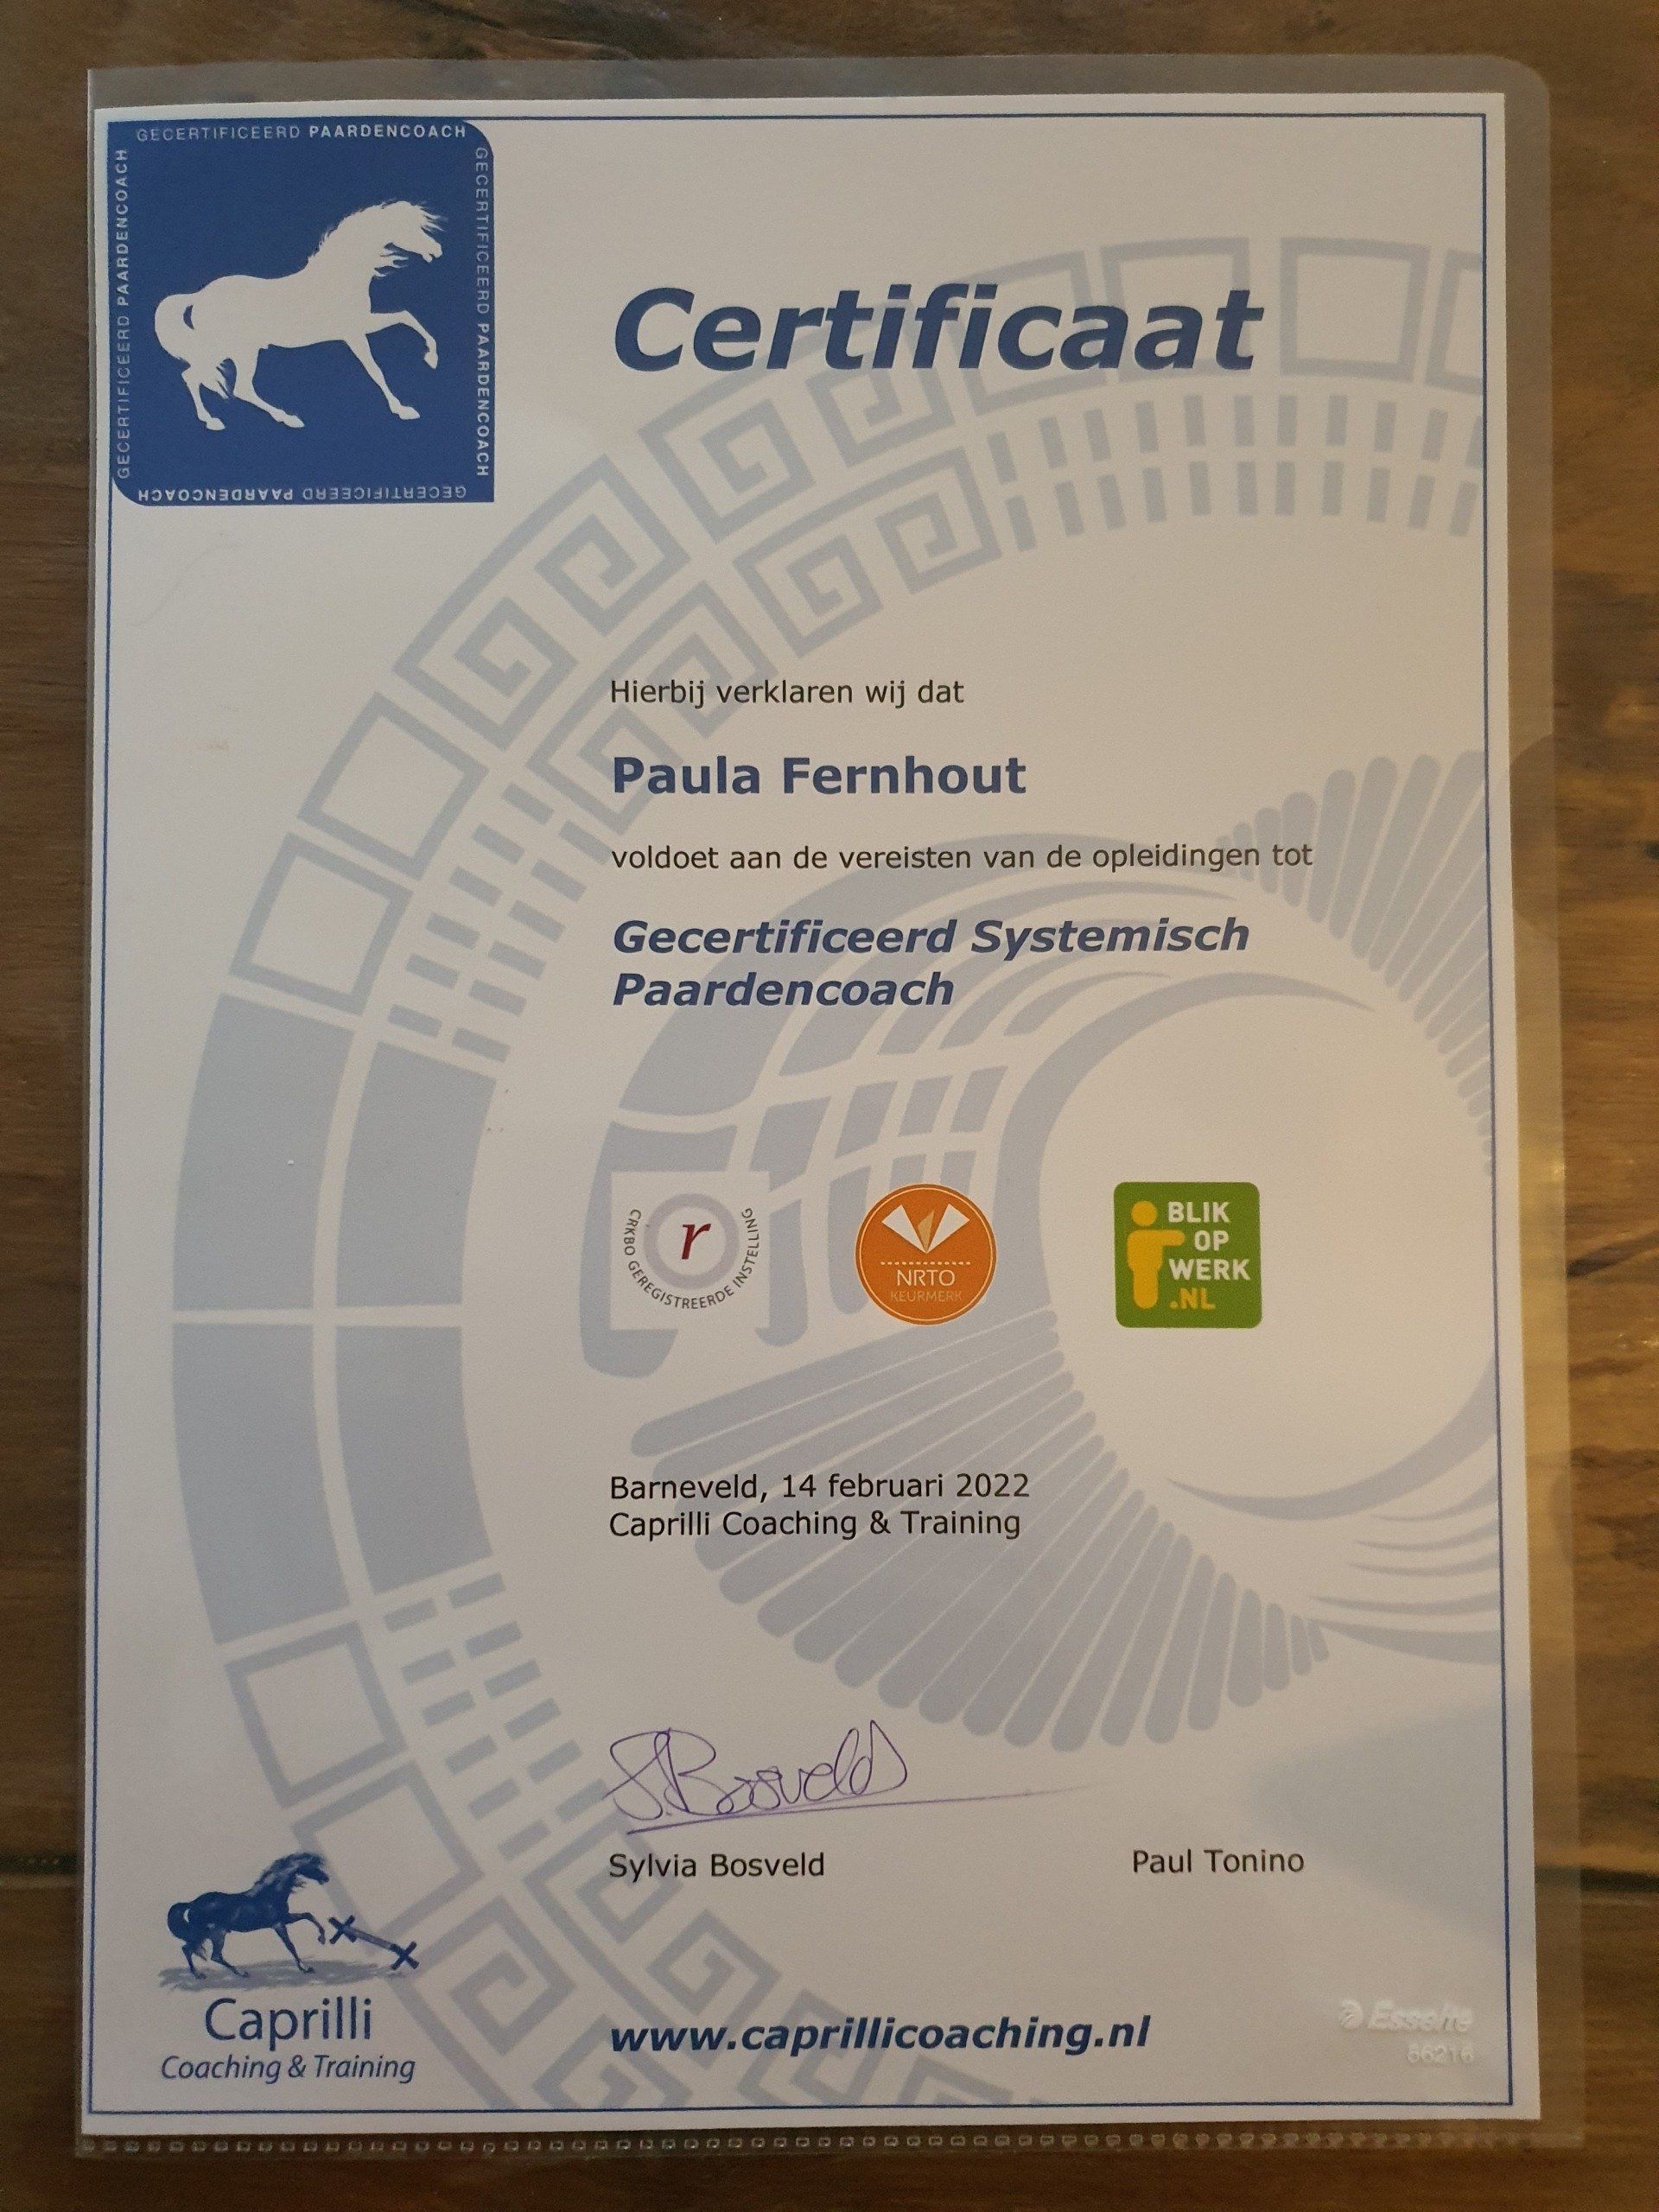 GECERTIFICEERD PAARDENCOACH
GECERTIFICEERD PAARDENCOACH
GECERTIFICEERD PAARDENCOACH
GECERTIFICEERD PAARDENCOACH
Certificaat
Hierbij verklaren wij dat
Paula Fernhout
voldoet aan de vereisten van de opleidingen tot
Gecertificeerd Systemisch
Paardencoach
r
CRKBO GEREGISTREERDE INSTELLING
NRTO
KEURMERK
BLIK
OP
WERK
.NL
Barneveld, 14 februari 2022
Caprilli Coaching & Training
S.Bosveld
Sylvia Bosveld
Paul Tonino
Caprilli
Coaching & Training
www.caprillicoaching.nl
Esselte
56216